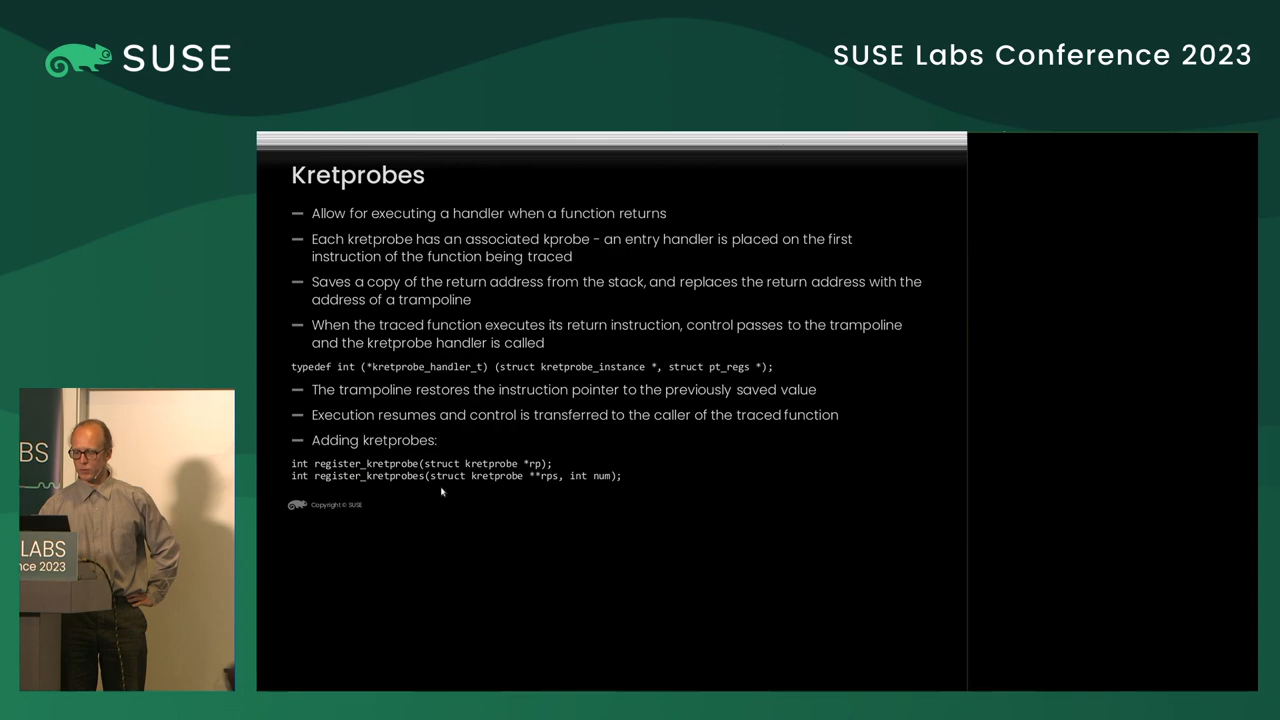 SUSE
SUSE Labs Conference 2023
Kretprobes
Allow for executing a handler when a function returns
Each kretprobe has an associated kprobe - an entry handler is placed on the first
instruction of the function being traced
Saves a copy of the return address from the stack, and replaces the return address with the
address of a trampoline
When the traced function executes its return instruction, control passes to the trampoline
and the kretprobe handler is called
typedef int (*kretprobe_handler_t) (struct kretprobe_instance *, struct pt_regs *);
The trampoline restores the instruction pointer to the previously saved value
Execution resumes and control is transferred to the caller of the traced function
Adding kretprobes:
int register_kretprobe(struct kretprobe *rp);
int register_kretprobes(struct kretprobe **rps, int num);
Copyright © SUSE
BS
LABS
nce 2023